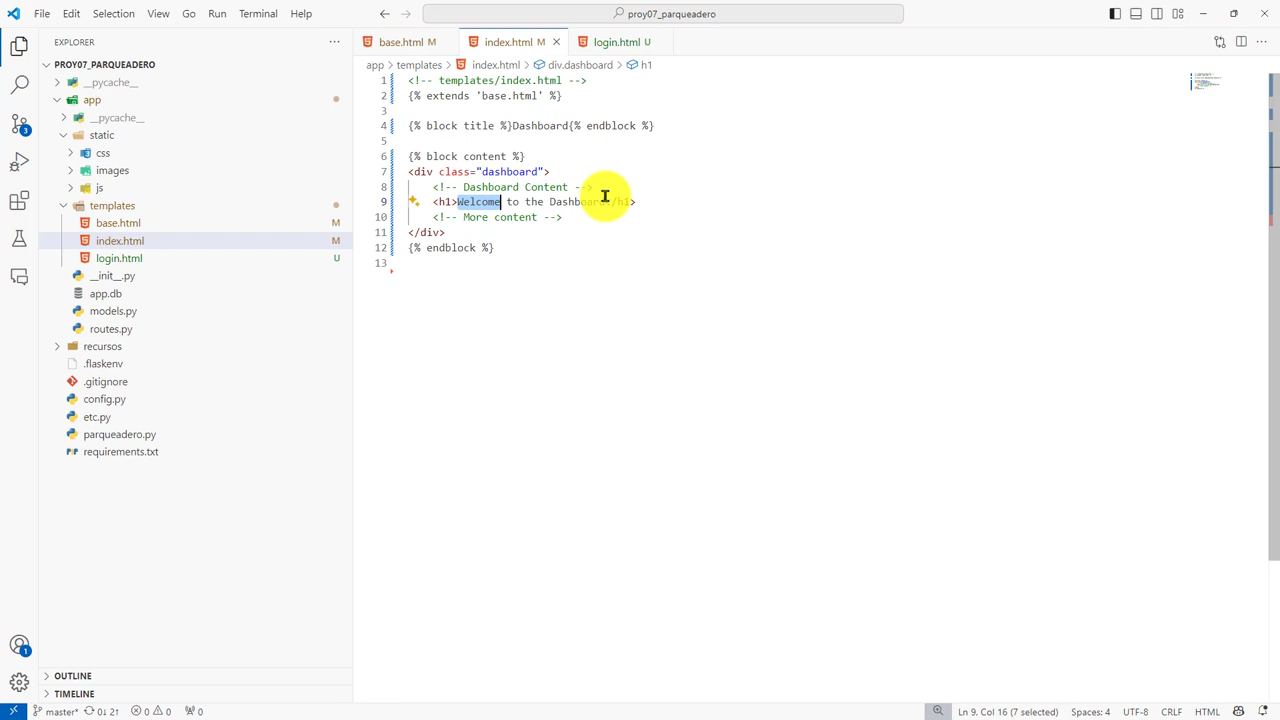 File Edit Selection View Go Run Terminal Help
proy07_parqueadero
EXPLORER
base.html M
index.html M
login.html U
PROY07_PARQUEADERO
app templates index.html div.dashboard h1
__pycache__
app
__pycache__
static
css
images
js
templates
base.html M
index.html M
login.html U
__init__.py
app.db
models.py
routes.py
recursos
.flaskenv
.gitignore
config.py
etc.py
parqueadero.py
requirements.txt
OUTLINE
TIMELINE
3
1
1 <!-- templates/index.html -->
2 {% extends 'base.html' %}
3
4 {% block title %}Dashboard{% endblock %}
5
6 {% block content %}
7 <div class="dashboard">
8 <!-- Dashboard Content -->
9 <h1>Welcome to the Dashboard</h1>
10 <!-- More content -->
11 </div>
12 {% endblock %}
13
master* 0↓ 2↑ 0 0 0
Ln 9, Col 16 (7 selected) Spaces: 4 UTF-8 CRLF HTML